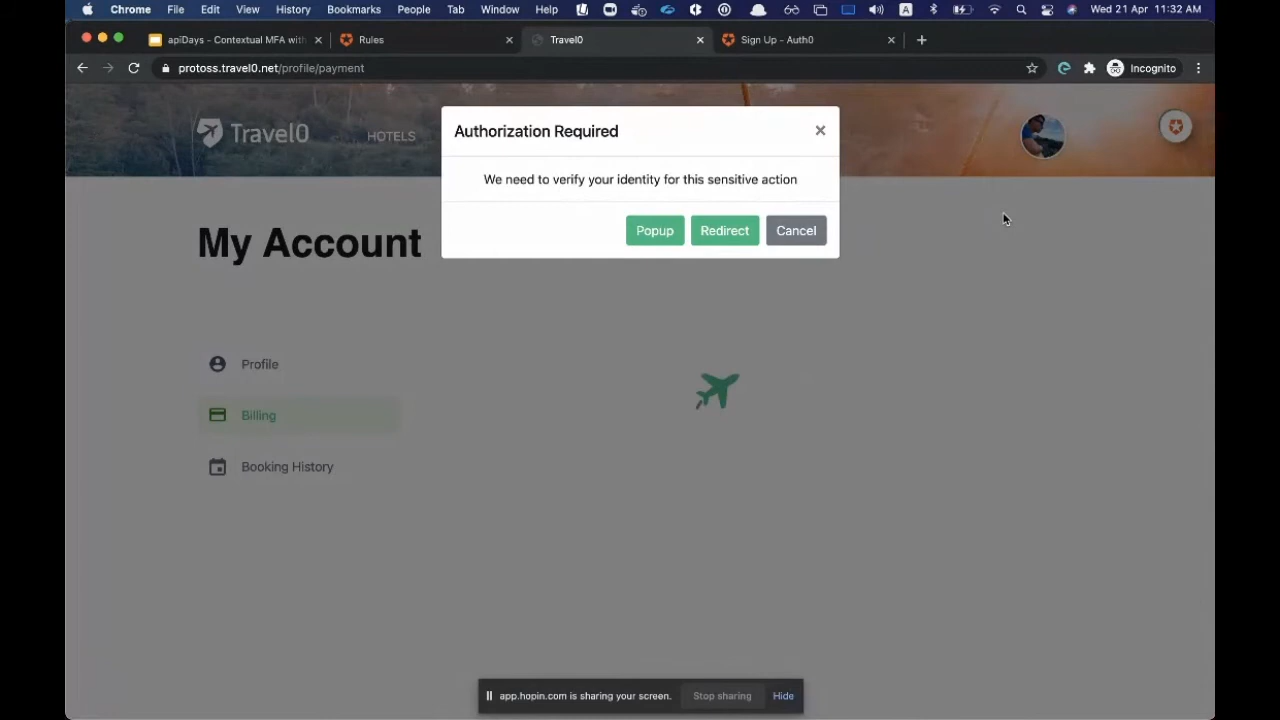 Chrome File Edit View History Bookmarks People Tab Window Help Wed 21 Apr 11:32 AM
apiDays - Contextual MFA with
Rules
Travel0
Sign Up - Auth0
protoss.travel0.net/profile/payment
Incognito
Travel0
HOTELS
Authorization Required
We need to verify your identity for this sensitive action
Popup Redirect Cancel
My Account
Profile
Billing
Booking History
app.hopin.com is sharing your screen. Stop sharing Hide